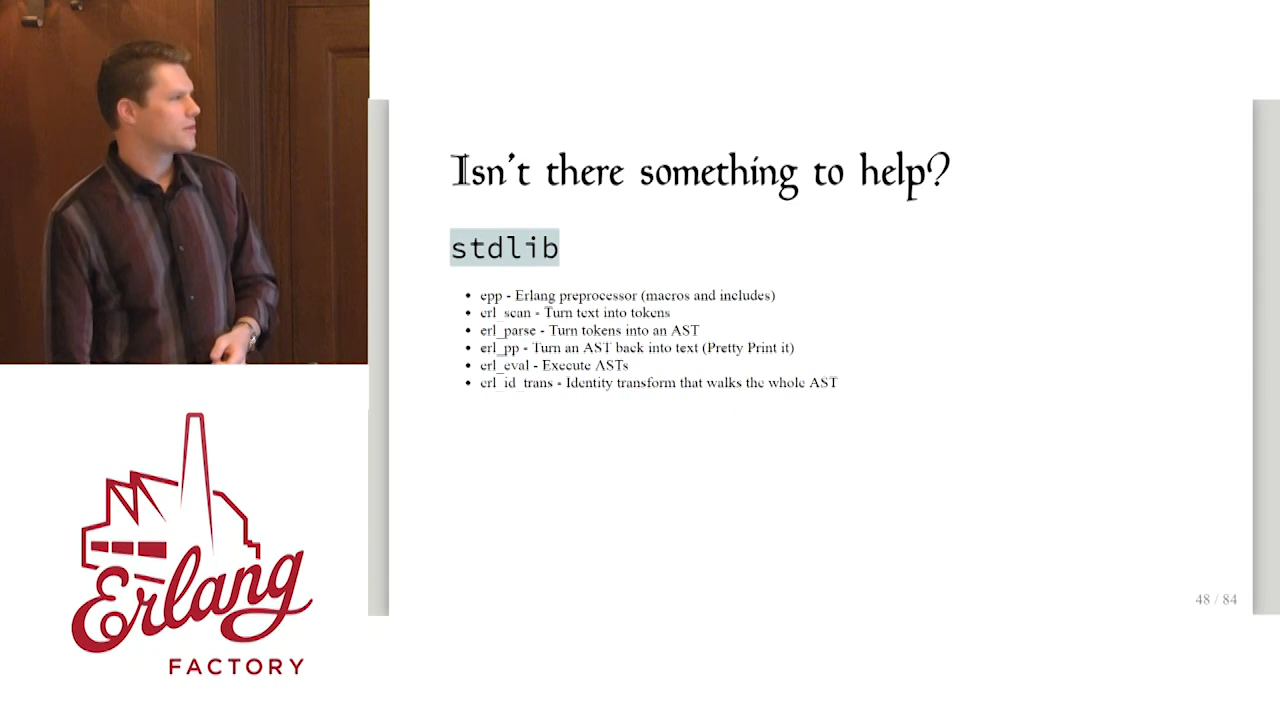 Isn't there something to help?
stdlib
• epp - Erlang preprocessor (macros and includes)
• erl_scan - Turn text into tokens
• erl_parse - Turn tokens into an AST
• erl_pp - Turn an AST back into text (Pretty Print it)
• erl_eval - Execute ASTs
• erl_id_trans - Identity transform that walks the whole AST
48 / 84
Erlang
FACTORY